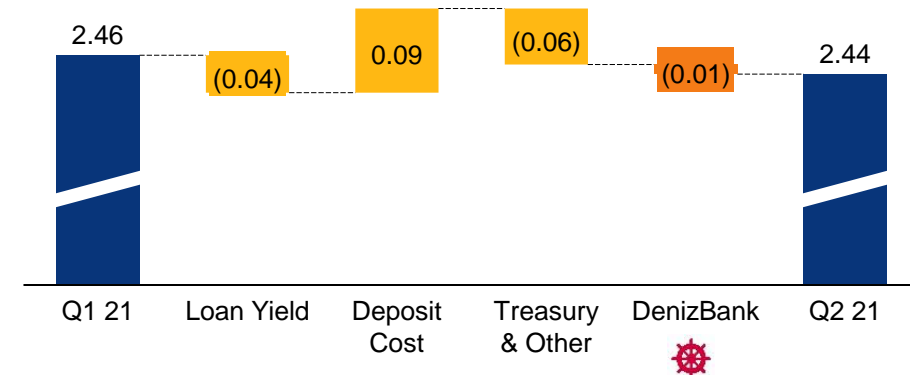 2.46
(0.04)
0.09
(0.06)
(0.01)
2.44
Q1 21
Loan Yield
Deposit
Cost
Treasury
& Other
DenizBank
Q2 21